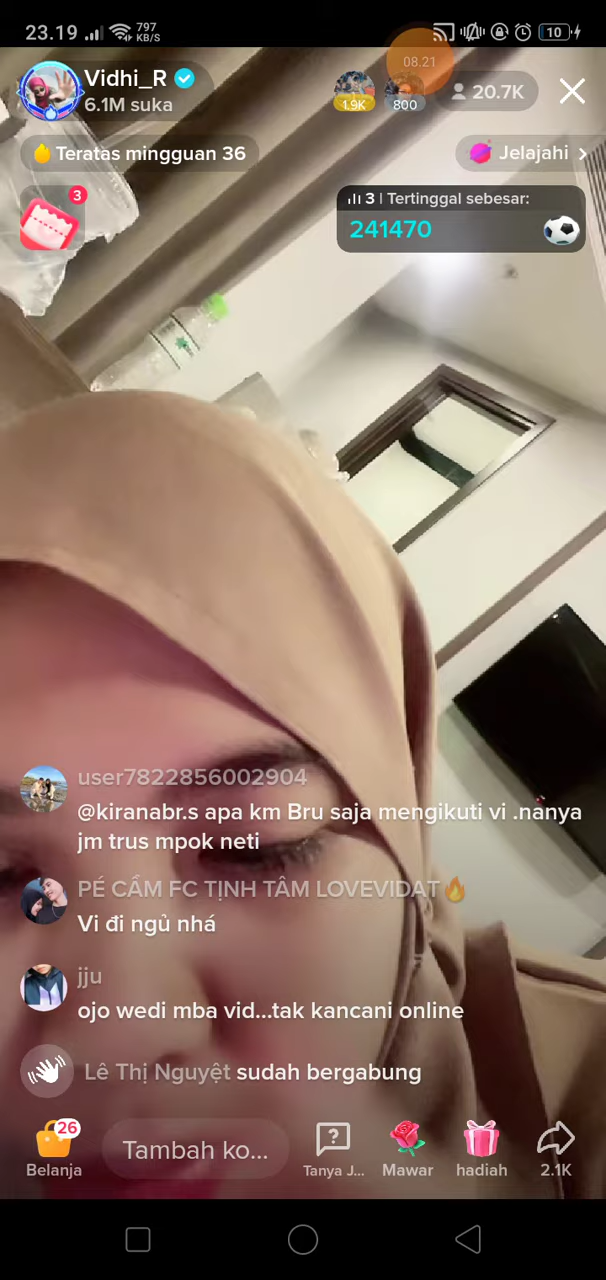 23.19
797
KB/S
08.21
10
Vidhi_R
6.1M suka
1.9K
800
20.7K
Teratas mingguan 36
Jelajahi >
3
3 | Tertinggal sebesar:
241470
user7822856002904
@kiranabr.s apa km Bru saja mengikuti vi .nanya
jm trus mpok neti
PÉ CẦM FC TỊNH TÂM LOVEVIDAT🔥
Vi đi ngủ nhá
jju
ojo wedi mba vid...tak kancani online
Lê Thị Nguyệt sudah bergabung
26
Belanja
Tambah ko...
Tanya J...
Mawar
hadiah
2.1K